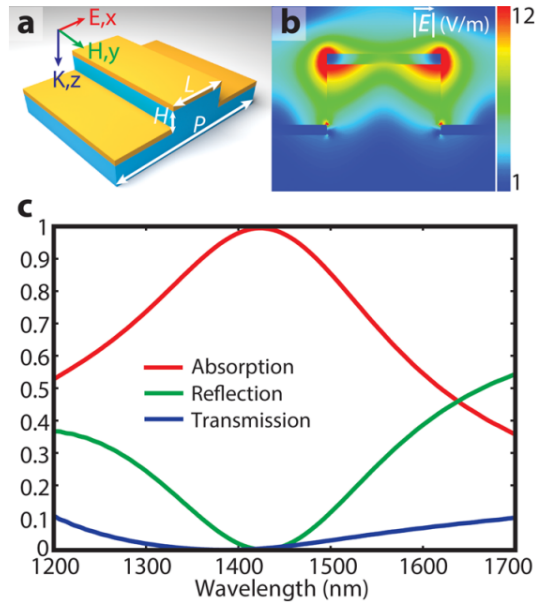 a
E,x
H,y
K,z
L
H
P
b
|E| (V/m)
12
1
c
1
0.9
0.8
0.7
0.6
0.5
0.4
0.3
0.2
0.1
0
Absorption
Reflection
Transmission
1200 1300 1400 1500 1600 1700
Wavelength (nm)